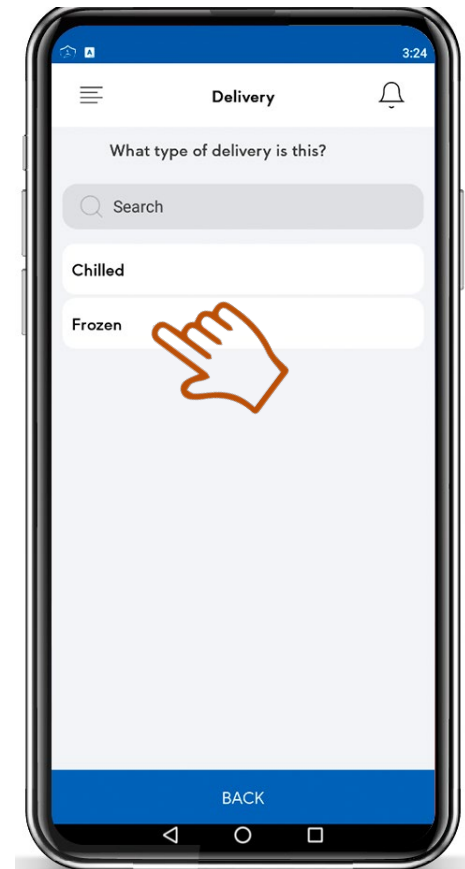 3:24
Delivery
What type of delivery is this?
Search
Chilled
Frozen
BACK